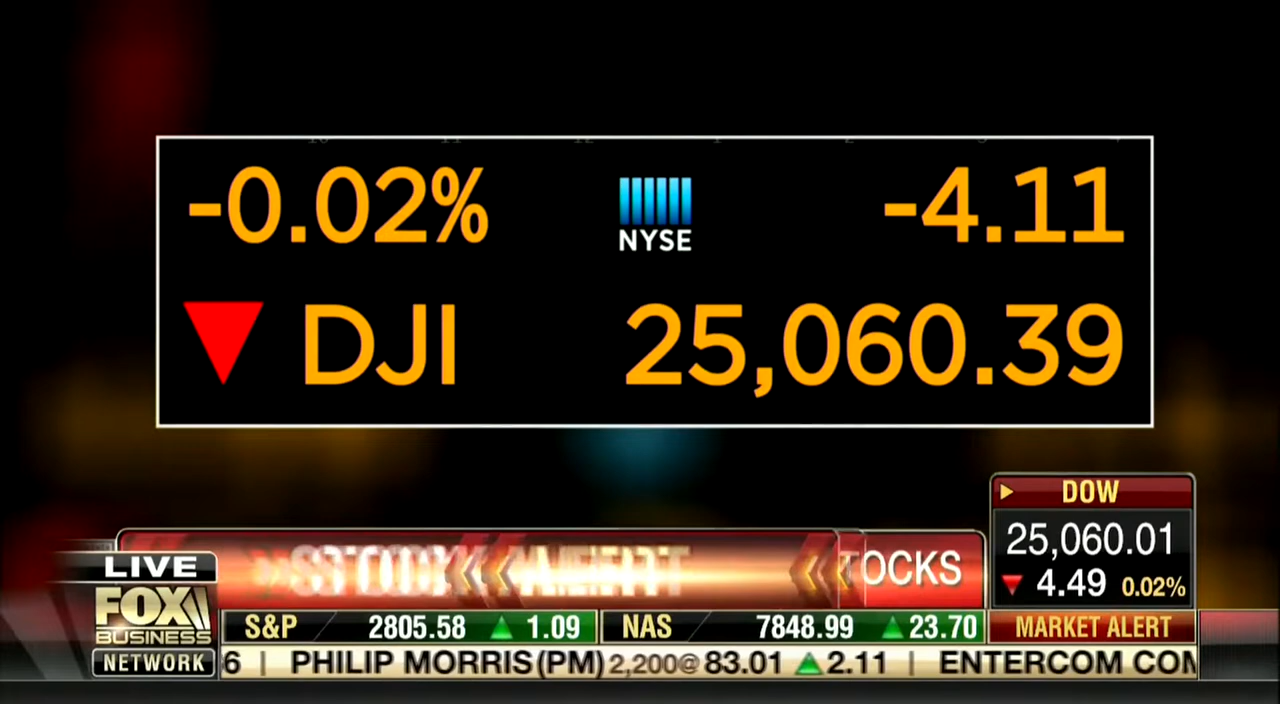 -0.02% NYSE -4.11
DJI 25,060.39
DOW
25,060.01
4.49 0.02%
MARKET ALERT
TOCKS
LIVE
FOX
BUSINESS
NETWORK
S&P 2805.58 1.09 NAS 7848.99 23.70
6 | PHILIP MORRIS (PM) 2,200@ 83.01 2.11 | ENTERCOM COM